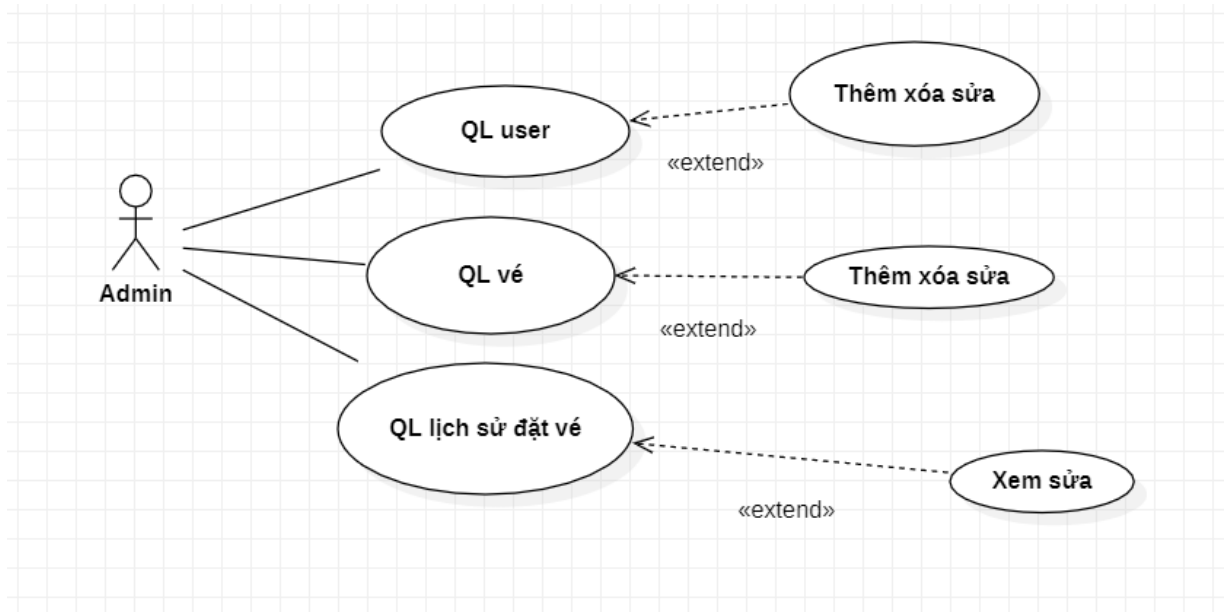 Thêm xóa sửa
QL user
«extend»
Admin
QL vé
Thêm xóa sửa
«extend»
QL lịch sử đặt vé
Xem sửa
«extend»